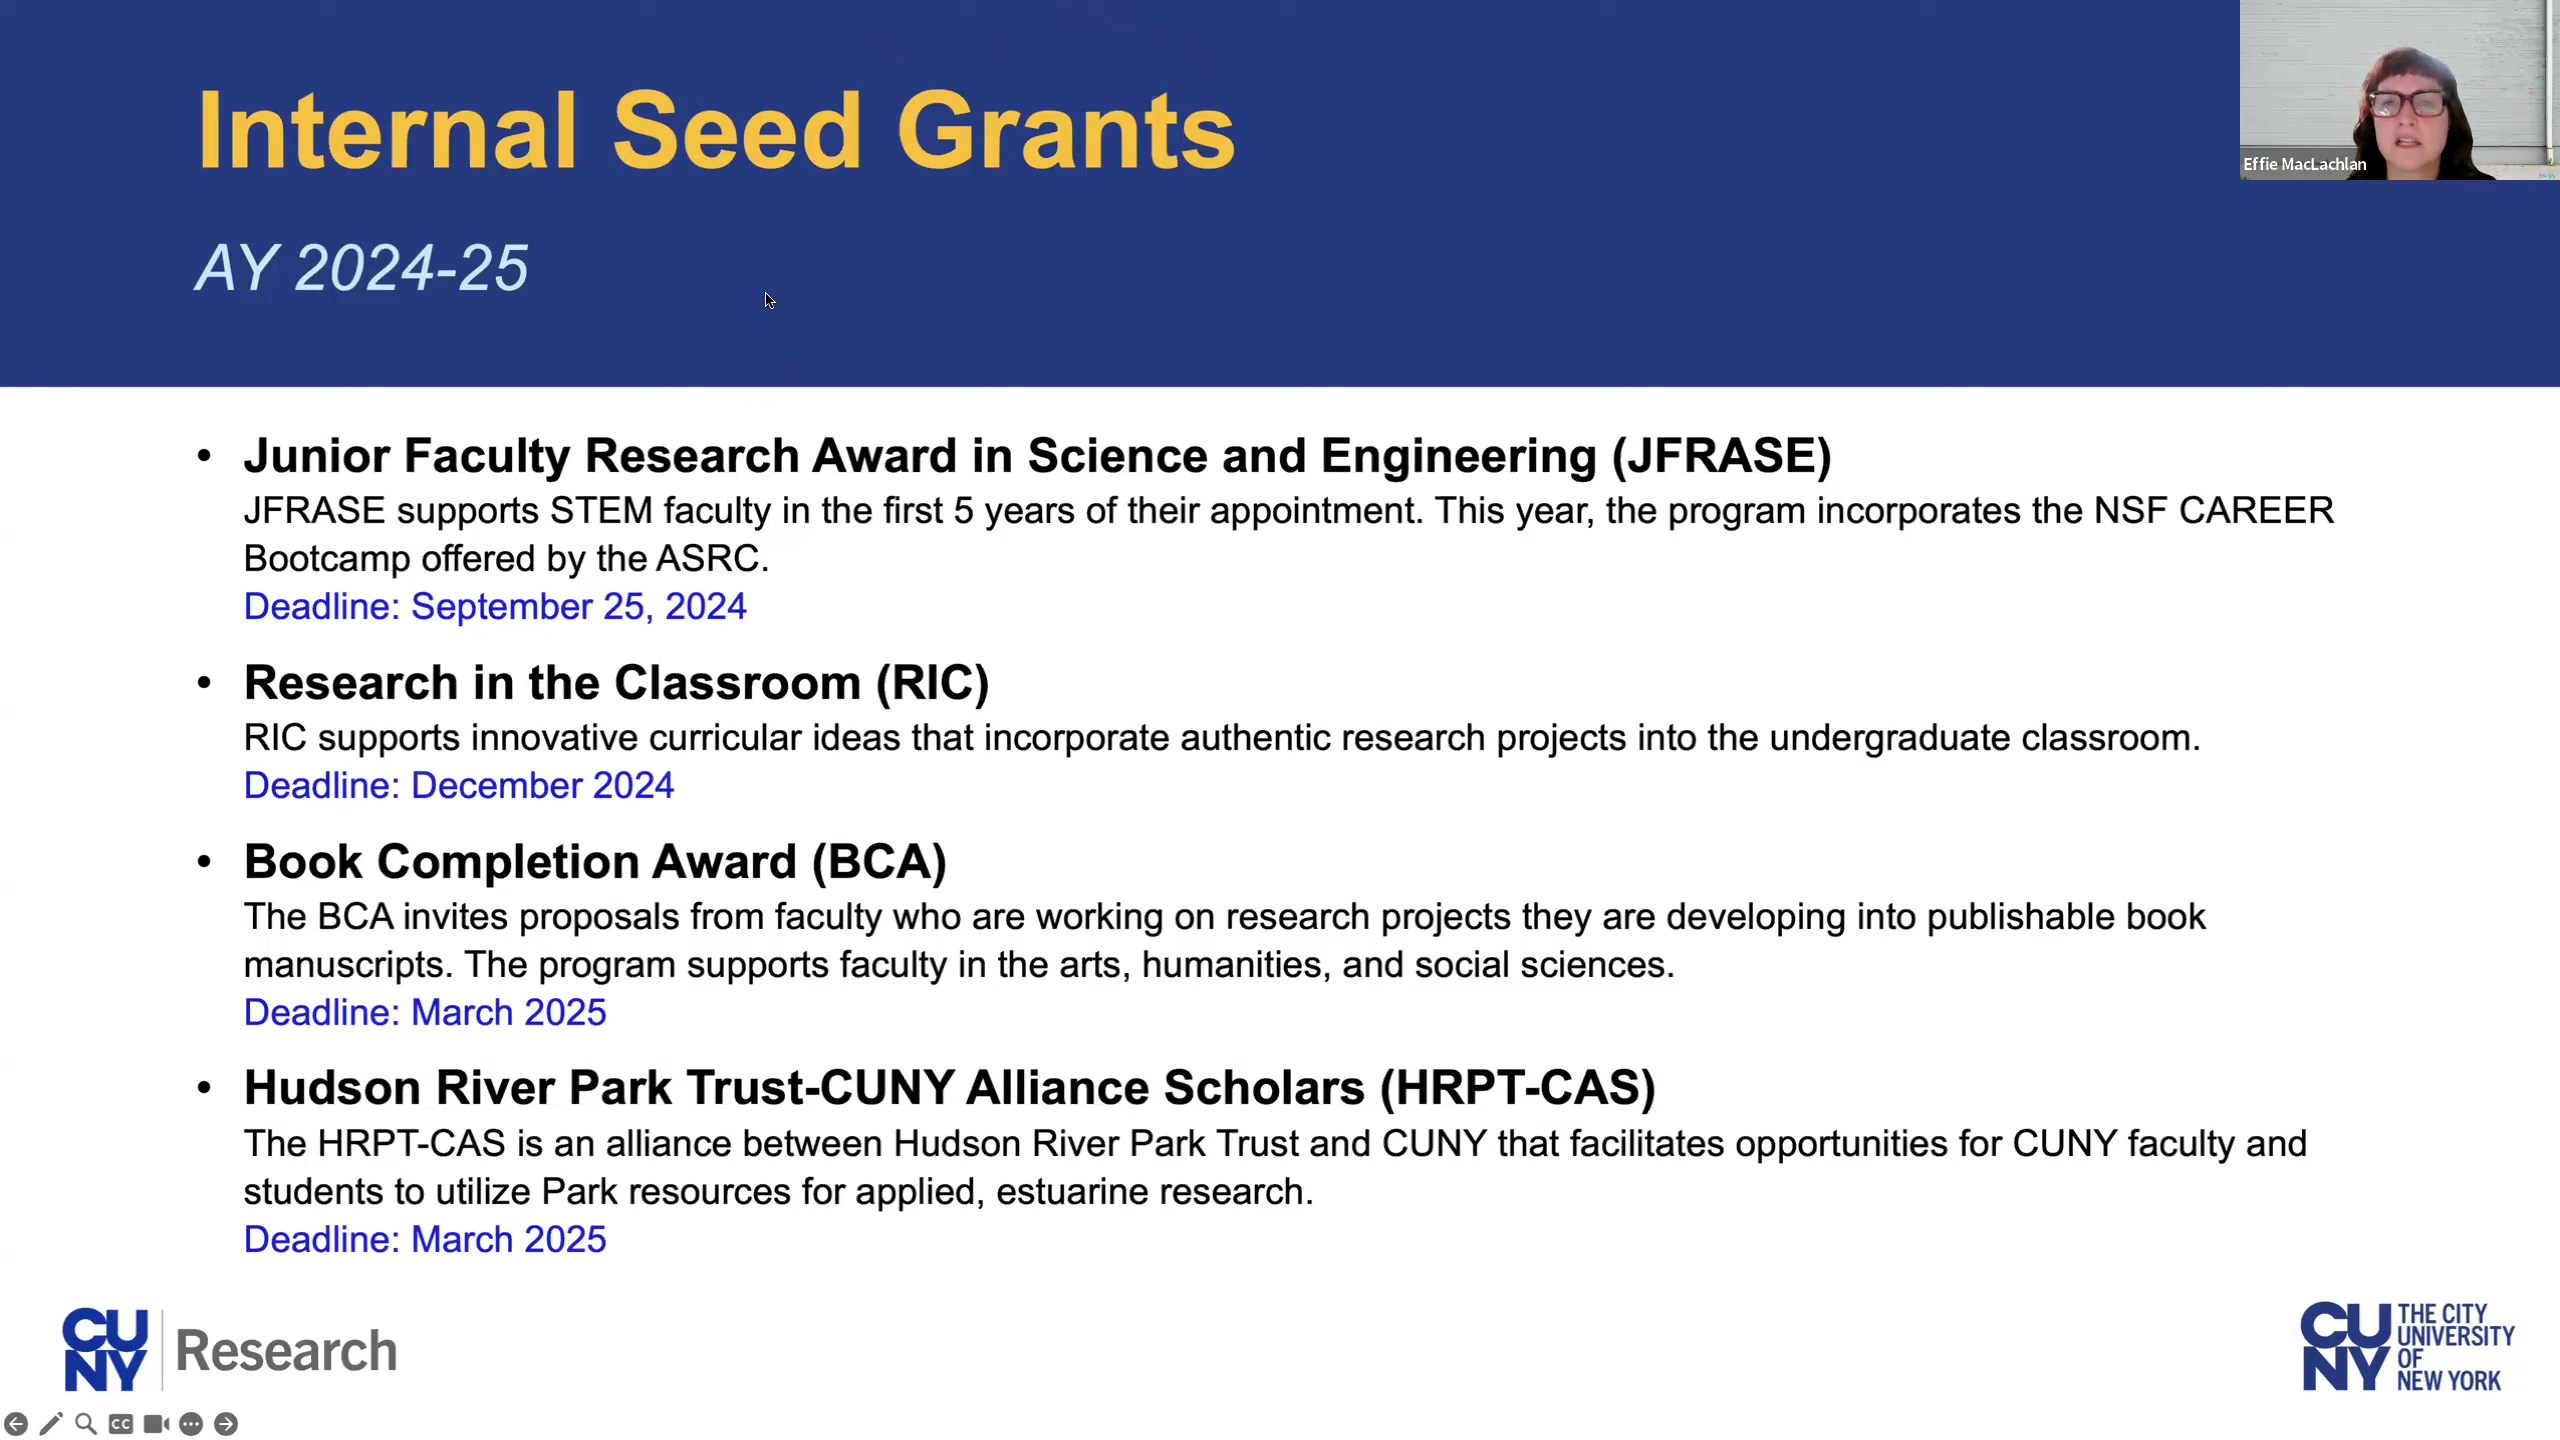 Internal Seed Grants
Effie MacLachlan
AY 2024-25
• Junior Faculty Research Award in Science and Engineering (JFRASE)
JFRASE supports STEM faculty in the first 5 years of their appointment. This year, the program incorporates the NSF CAREER
Bootcamp offered by the ASRC.
Deadline: September 25, 2024
• Research in the Classroom (RIC)
RIC supports innovative curricular ideas that incorporate authentic research projects into the undergraduate classroom.
Deadline: December 2024
• Book Completion Award (BCA)
The BCA invites proposals from faculty who are working on research projects they are developing into publishable book
manuscripts. The program supports faculty in the arts, humanities, and social sciences.
Deadline: March 2025
• Hudson River Park Trust-CUNY Alliance Scholars (HRPT-CAS)
The HRPT-CAS is an alliance between Hudson River Park Trust and CUNY that facilitates opportunities for CUNY faculty and
students to utilize Park resources for applied, estuarine research.
Deadline: March 2025
CU
NY
Research
CU
NY
THE CITY
UNIVERSITY
OF
NEW YORK
CC